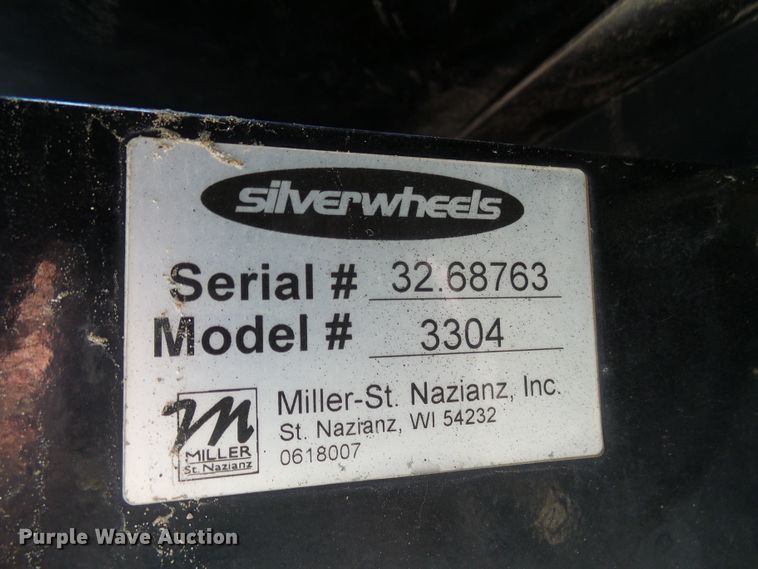 silverwheels
Serial # 32.68763
Model # 3304
M
MILLER
St. Nazianz
Miller-St. Nazianz, Inc.
St. Nazianz, WI 54232
0618007
Purple Wave Auction